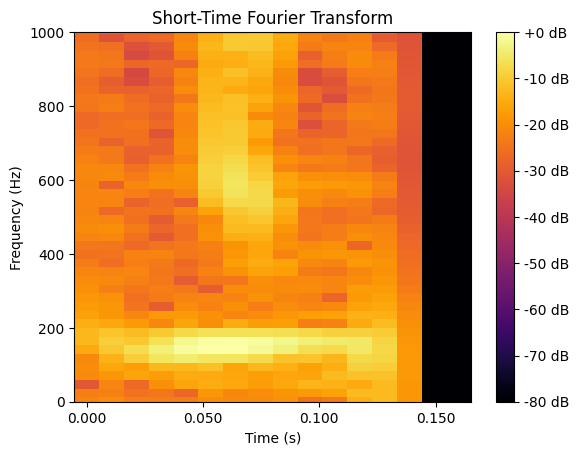 Short-Time Fourier Transform
1000
800
600
400
200
0
Frequency (Hz)
0.000
0.050
0.100
0.150
Time (s)
+0 dB
-10 dB
-20 dB
-30 dB
-40 dB
-50 dB
-60 dB
-70 dB
-80 dB